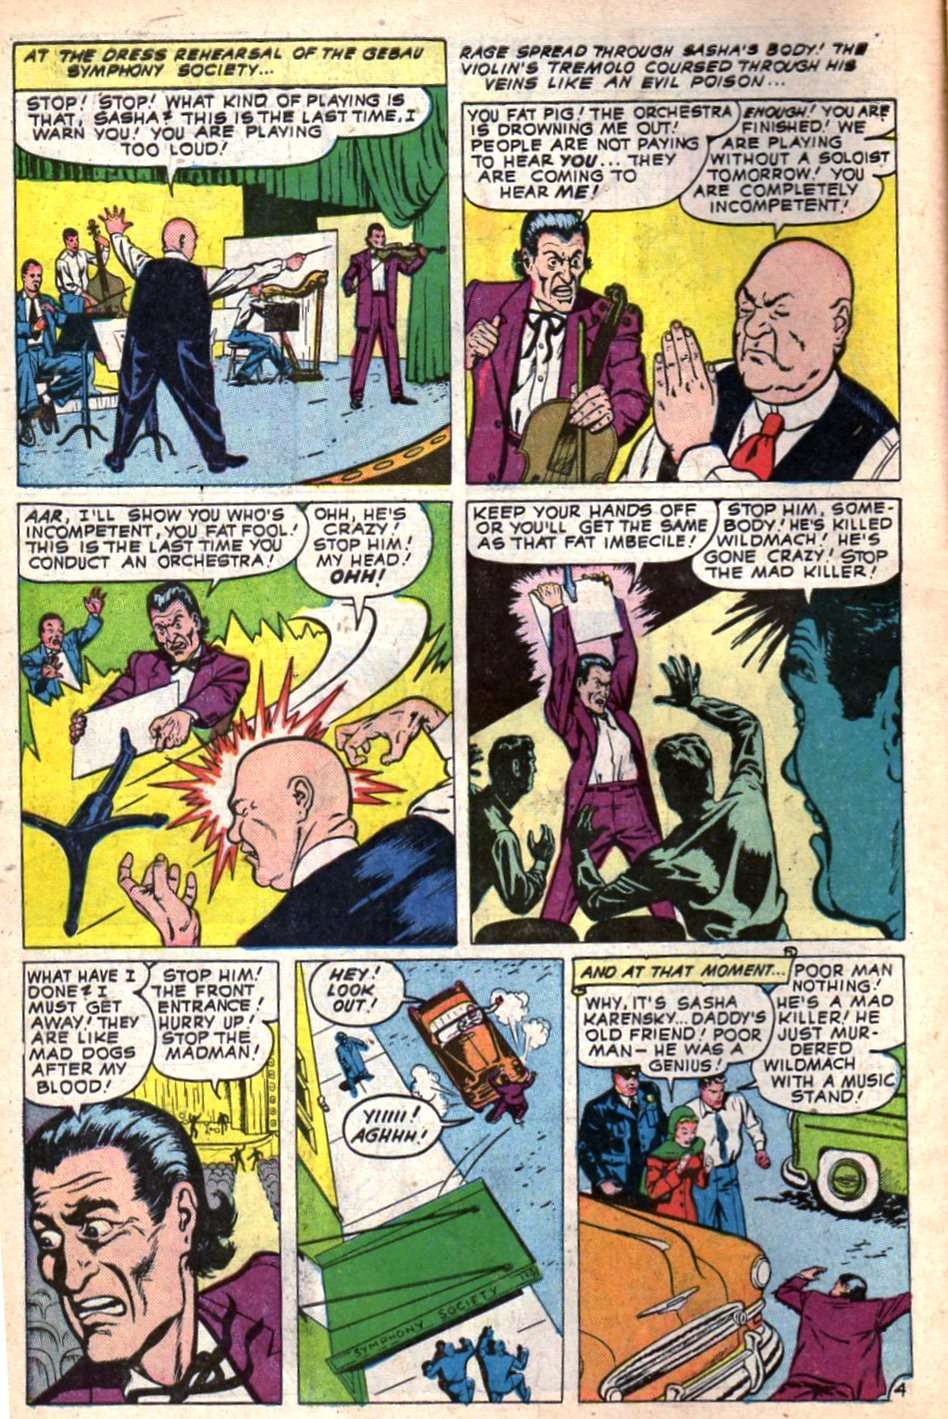 AT THE DRESS REHEARSAL OF THE GEBAU
SYMPHONY SOCIETY...
STOP! STOP! WHAT KIND OF PLAYING IS
THAT, SASHA? THIS IS THE LAST TIME, I
WARN YOU! YOU ARE PLAYING
TOO LOUD!
RAGE SPREAD THROUGH SASHA'S BODY! THE
VIOLIN'S TREMOLO COURSED THROUGH HIS
VEINS LIKE AN EVIL POISON...
YOU FAT PIG! THE ORCHESTRA
IS DROWNING ME OUT!
PEOPLE ARE NOT PAYING
TO HEAR YOU... THEY
ARE COMING TO
HEAR ME!
ENOUGH! YOU ARE
FINISHED! WE
ARE PLAYING
WITHOUT A SOLOIST
TOMORROW! YOU
ARE COMPLETELY
INCOMPETENT!
AAR, I'LL SHOW YOU WHO'S
INCOMPETENT, YOU FAT FOOL!
THIS IS THE LAST TIME YOU
CONDUCT AN ORCHESTRA!
OHH, HE'S
CRAZY!
STOP HIM!
MY HEAD!
OHH!
KEEP YOUR HANDS OFF
OR YOU'LL GET THE SAME
AS THAT FAT IMBECILE!
STOP HIM, SOME-
BODY! HE'S KILLED
WILDMACH! HE'S
GONE CRAZY! STOP
THE MAD KILLER!
WHAT HAVE I
DONE? I
MUST GET
AWAY! THEY
ARE LIKE
MAD DOGS
AFTER MY
BLOOD!
STOP HIM!
THE FRONT
ENTRANCE!
HURRY UP!
STOP THE
MADMAN!
HEY!
LOOK
OUT!
YIIIII!
AGHHH!
SYMPHONY SOCIETY
AND AT THAT MOMENT...
WHY, IT'S SASHA
KARENSKY... DADDY'S
OLD FRIEND! POOR
MAN - HE WAS A
GENIUS!
POOR MAN
NOTHING!
HE'S A MAD
KILLER! HE
JUST MUR-
DERED
WILDMACH
WITH A MUSIC
STAND!
4